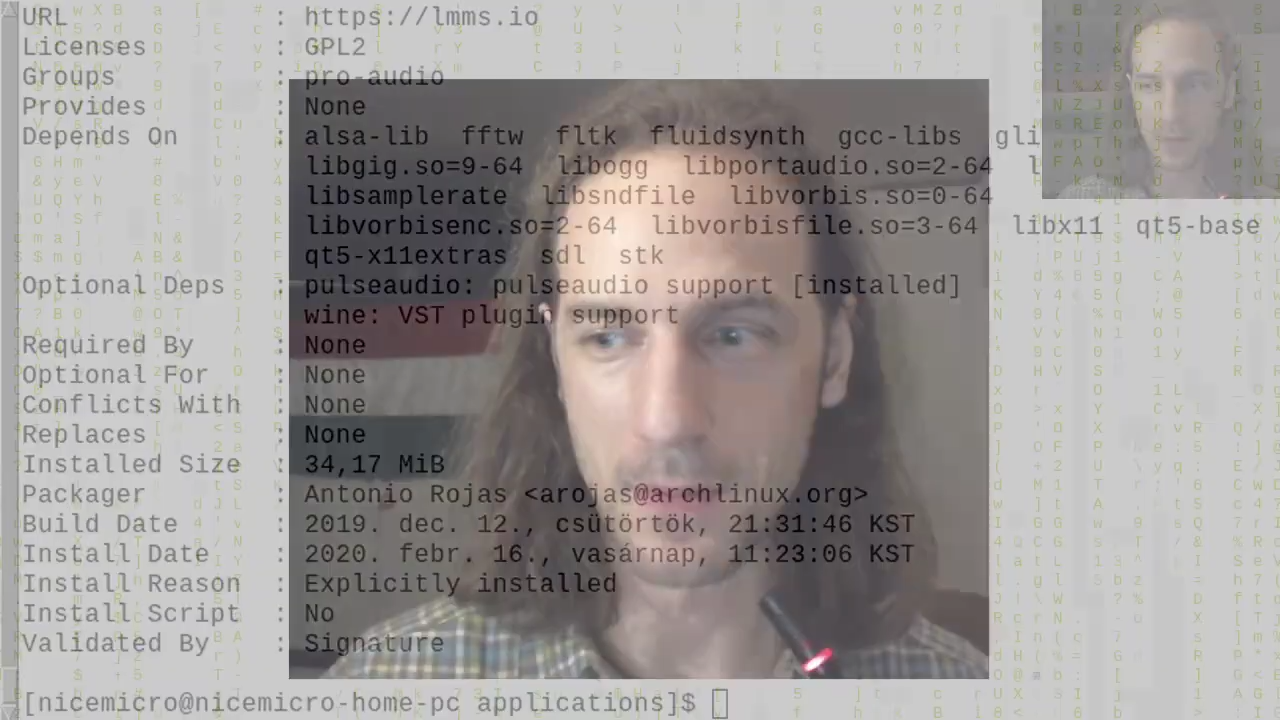 URL : https://lmms.io
Licenses : GPL2
Groups : pro-audio
Provides : None
Depends On : alsa-lib fftw fltk fluidsynth gcc-libs gli
libgig.so=9-64 libogg libportaudio.so=2-64 l
libsamplerate libsndfile libvorbis.so=0-64
libvorbisenc.so=2-64 libvorbisfile.so=3-64 libx11 qt5-base
qt5-x11extras sdl stk
Optional Deps : pulseaudio: pulseaudio support [installed]
wine: VST plugin support
Required By : None
Optional For : None
Conflicts With : None
Replaces : None
Installed Size : 34,17 MiB
Packager : Antonio Rojas <arojas@archlinux.org>
Build Date : 2019. dec. 12., csütörtök, 21:31:46 KST
Install Date : 2020. febr. 16., vasárnap, 11:23:06 KST
Install Reason : Explicitly installed
Install Script : No
Validated By : Signature
[nicemicro@nicemicro-home-pc applications]$